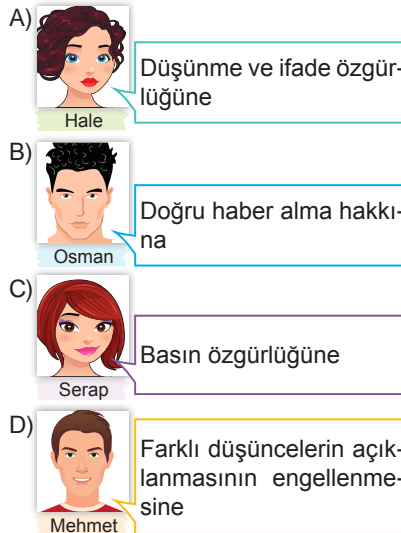 A)
Düşünme ve ifade özgür-
lüğüne
Hale
B)
Doğru haber alma hakkı-
na
Osman
C)
Basın özgürlüğüne
Serap
D)
Farklı düşüncelerin açık-
lanmasının engellenme-
sine
Mehmet